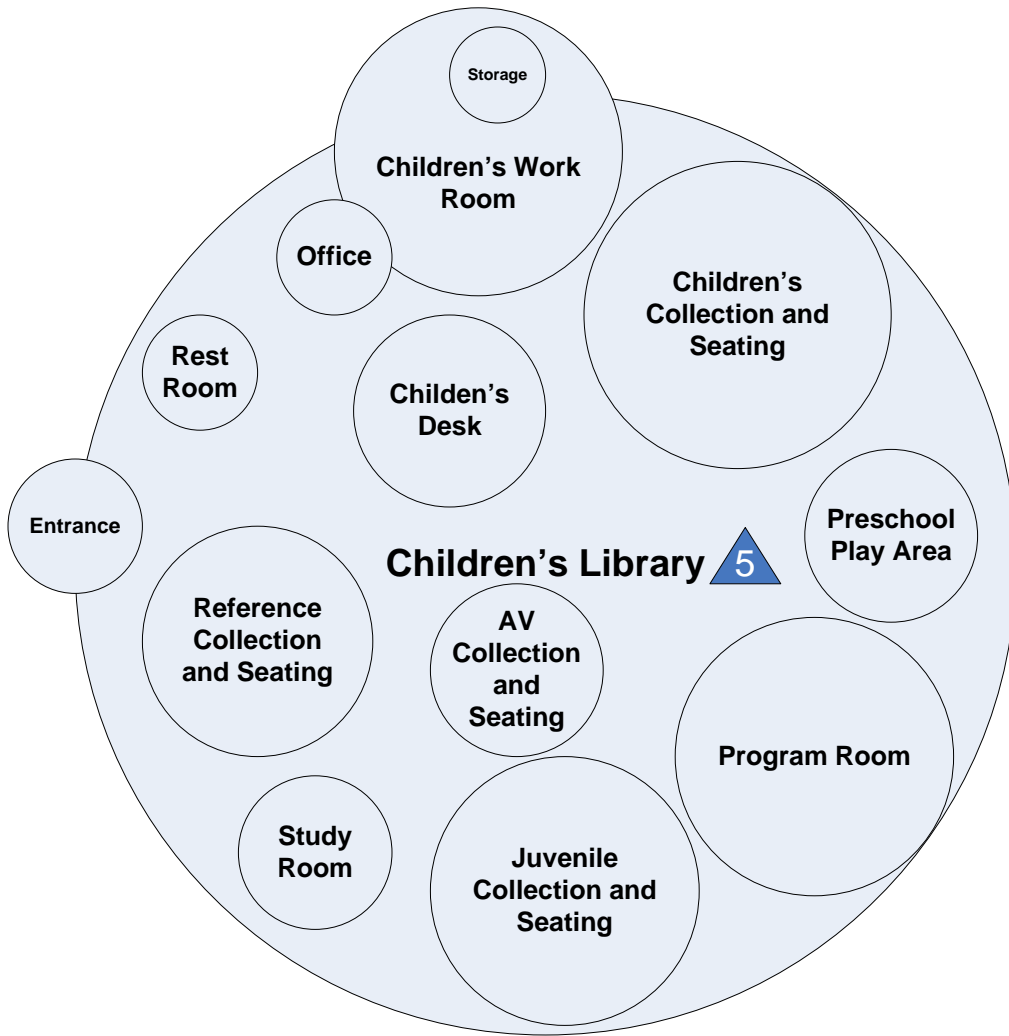 Storage
Children's Work
Room
Office
Children's
Collection and
Seating
Rest
Room
Childen's
Desk
Entrance
Preschool
Play Area
Children's Library 5
Reference
Collection
and Seating
AV
Collection
and
Seating
Program Room
Study
Room
Juvenile
Collection and
Seating